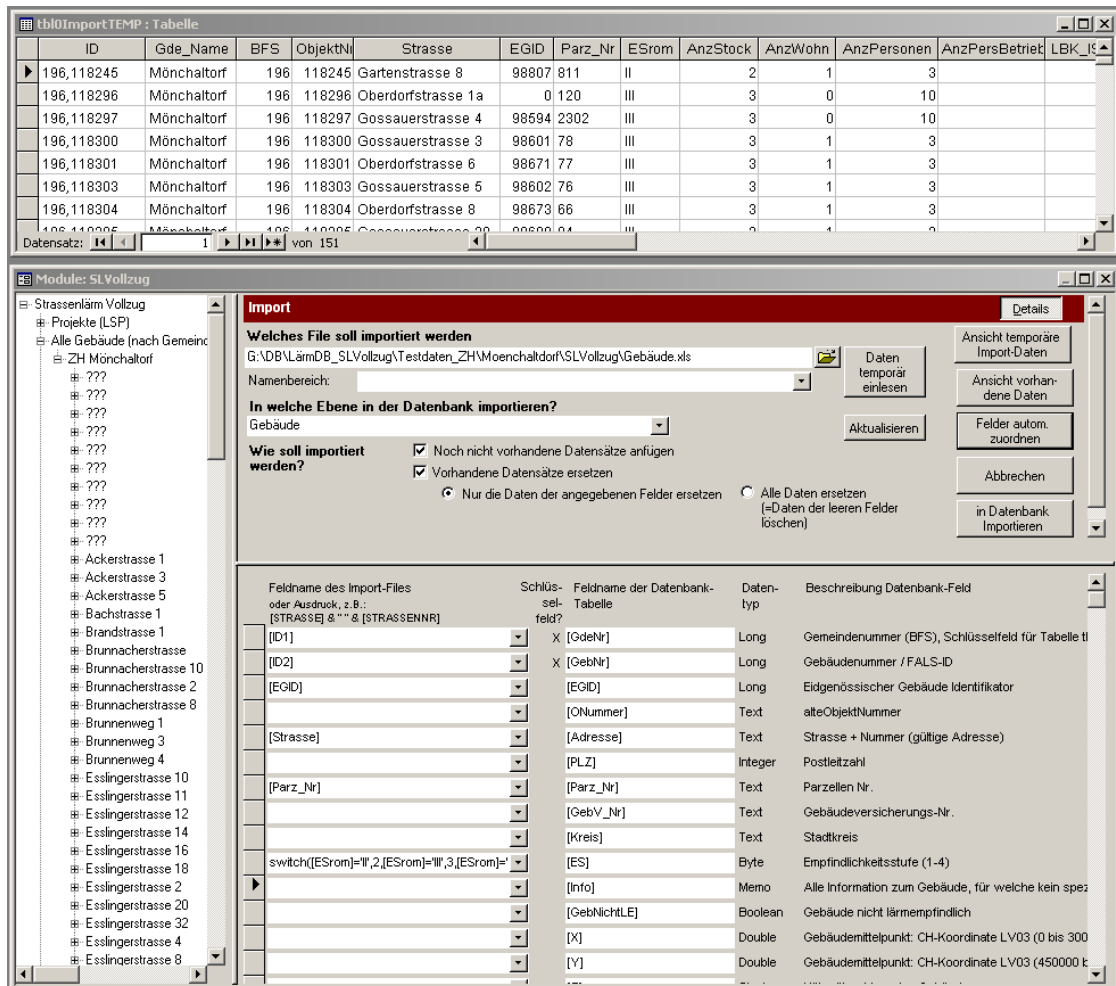 tbl0ImportTEMP : Tabelle
ID Gde_Name BFS ObjektNi Strasse EGID Parz_Nr ESrom AnzStock AnzWohn AnzPersonen AnzPersBetriek LBK_IS
196,118245 Mönchaltorf 196 118245 Gartenstrasse 8 98807 811 II 2 1 3
196,118296 Mönchaltorf 196 118296 Oberdorfstrasse 1a 0 120 III 3 0 10
196,118297 Mönchaltorf 196 118297 Gossauerstrasse 4 98594 2302 III 3 0 10
196,118300 Mönchaltorf 196 118300 Gossauerstrasse 3 98601 78 III 3 1 3
196,118301 Mönchaltorf 196 118301 Oberdorfstrasse 6 98671 77 III 3 1 3
196,118303 Mönchaltorf 196 118303 Gossauerstrasse 5 98602 76 III 3 1 3
196,118304 Mönchaltorf 196 118304 Oberdorfstrasse 8 98673 66 III 3 1 3
Datensatz: 1 von 151
Module: SLVollzug
Strassenlärm Vollzug
Projekte (LSP)
Alle Gebäude (nach Gemeind
ZH Mönchaltorf
???
???
???
???
???
???
???
???
???
???
Ackerstrasse 1
Ackerstrasse 3
Ackerstrasse 5
Bachstrasse 1
Brandstrasse 1
Brunnacherstrasse
Brunnacherstrasse 10
Brunnacherstrasse 2
Brunnacherstrasse 8
Brunnenweg 1
Brunnenweg 3
Brunnenweg 4
Esslingerstrasse 10
Esslingerstrasse 11
Esslingerstrasse 12
Esslingerstrasse 14
Esslingerstrasse 16
Esslingerstrasse 18
Esslingerstrasse 2
Esslingerstrasse 20
Esslingerstrasse 32
Esslingerstrasse 4
Esslingerstrasse 8
Import
Details
Welches File soll importiert werden
G:\DB\LärmDB_SLVollzug\Testdaten_ZH\Moenchaltdorf\SLVollzug\Gebäude.xls
Namenbereich:
Daten
temporär
einlesen
Ansicht temporäre
Import-Daten
Ansicht vorhan-
dene Daten
In welche Ebene in der Datenbank importieren?
Gebäude
Aktualisieren
Felder autom.
zuordnen
Wie soll importiert
werden?
Noch nicht vorhandene Datensätze anfügen
Vorhandene Datensätze ersetzen
Nur die Daten der angegebenen Felder ersetzen
Alle Daten ersetzen
(=Daten der leeren Felder
löschen)
Abbrechen
in Datenbank
Importieren
Feldname des Import-Files
oder Ausdruck, z.B.:
[STRASSE] & " " & [STRASSENNR]
Schlüs-
sel-
feld?
Feldname der Datenbank-
Tabelle
Daten-
typ
Beschreibung Datenbank-Feld
[ID1] X [GdeNr] Long Gemeindenummer (BFS), Schlüsselfeld für Tabelle tl
[ID2] X [GebNr] Long Gebäudenummer / FALS-ID
[EGID] [EGID] Long Eidgenössischer Gebäude Identifikator
[ONummer] Text alteObjektNummer
[Strasse] [Adresse] Text Strasse + Nummer (gültige Adresse)
[PLZ] Integer Postleitzahl
[Parz_Nr] [Parz_Nr] Text Parzellen Nr.
[GebV_Nr] Text Gebäudeversicherungs-Nr.
[Kreis] Text Stadtkreis
switch([ESrom]='II',2,[ESrom]='III',3,[ESrom]=' [ES] Byte Empfindlichkeitsstufe (1-4)
[Info] Memo Alle Information zum Gebäude, für welche kein spez
[GebNichtLE] Boolean Gebäude nicht lärmempfindlich
[X] Double Gebäudemittelpunkt: CH-Koordinate LV03 (0 bis 300
[Y] Double Gebäudemittelpunkt: CH-Koordinate LV03 (450000 b